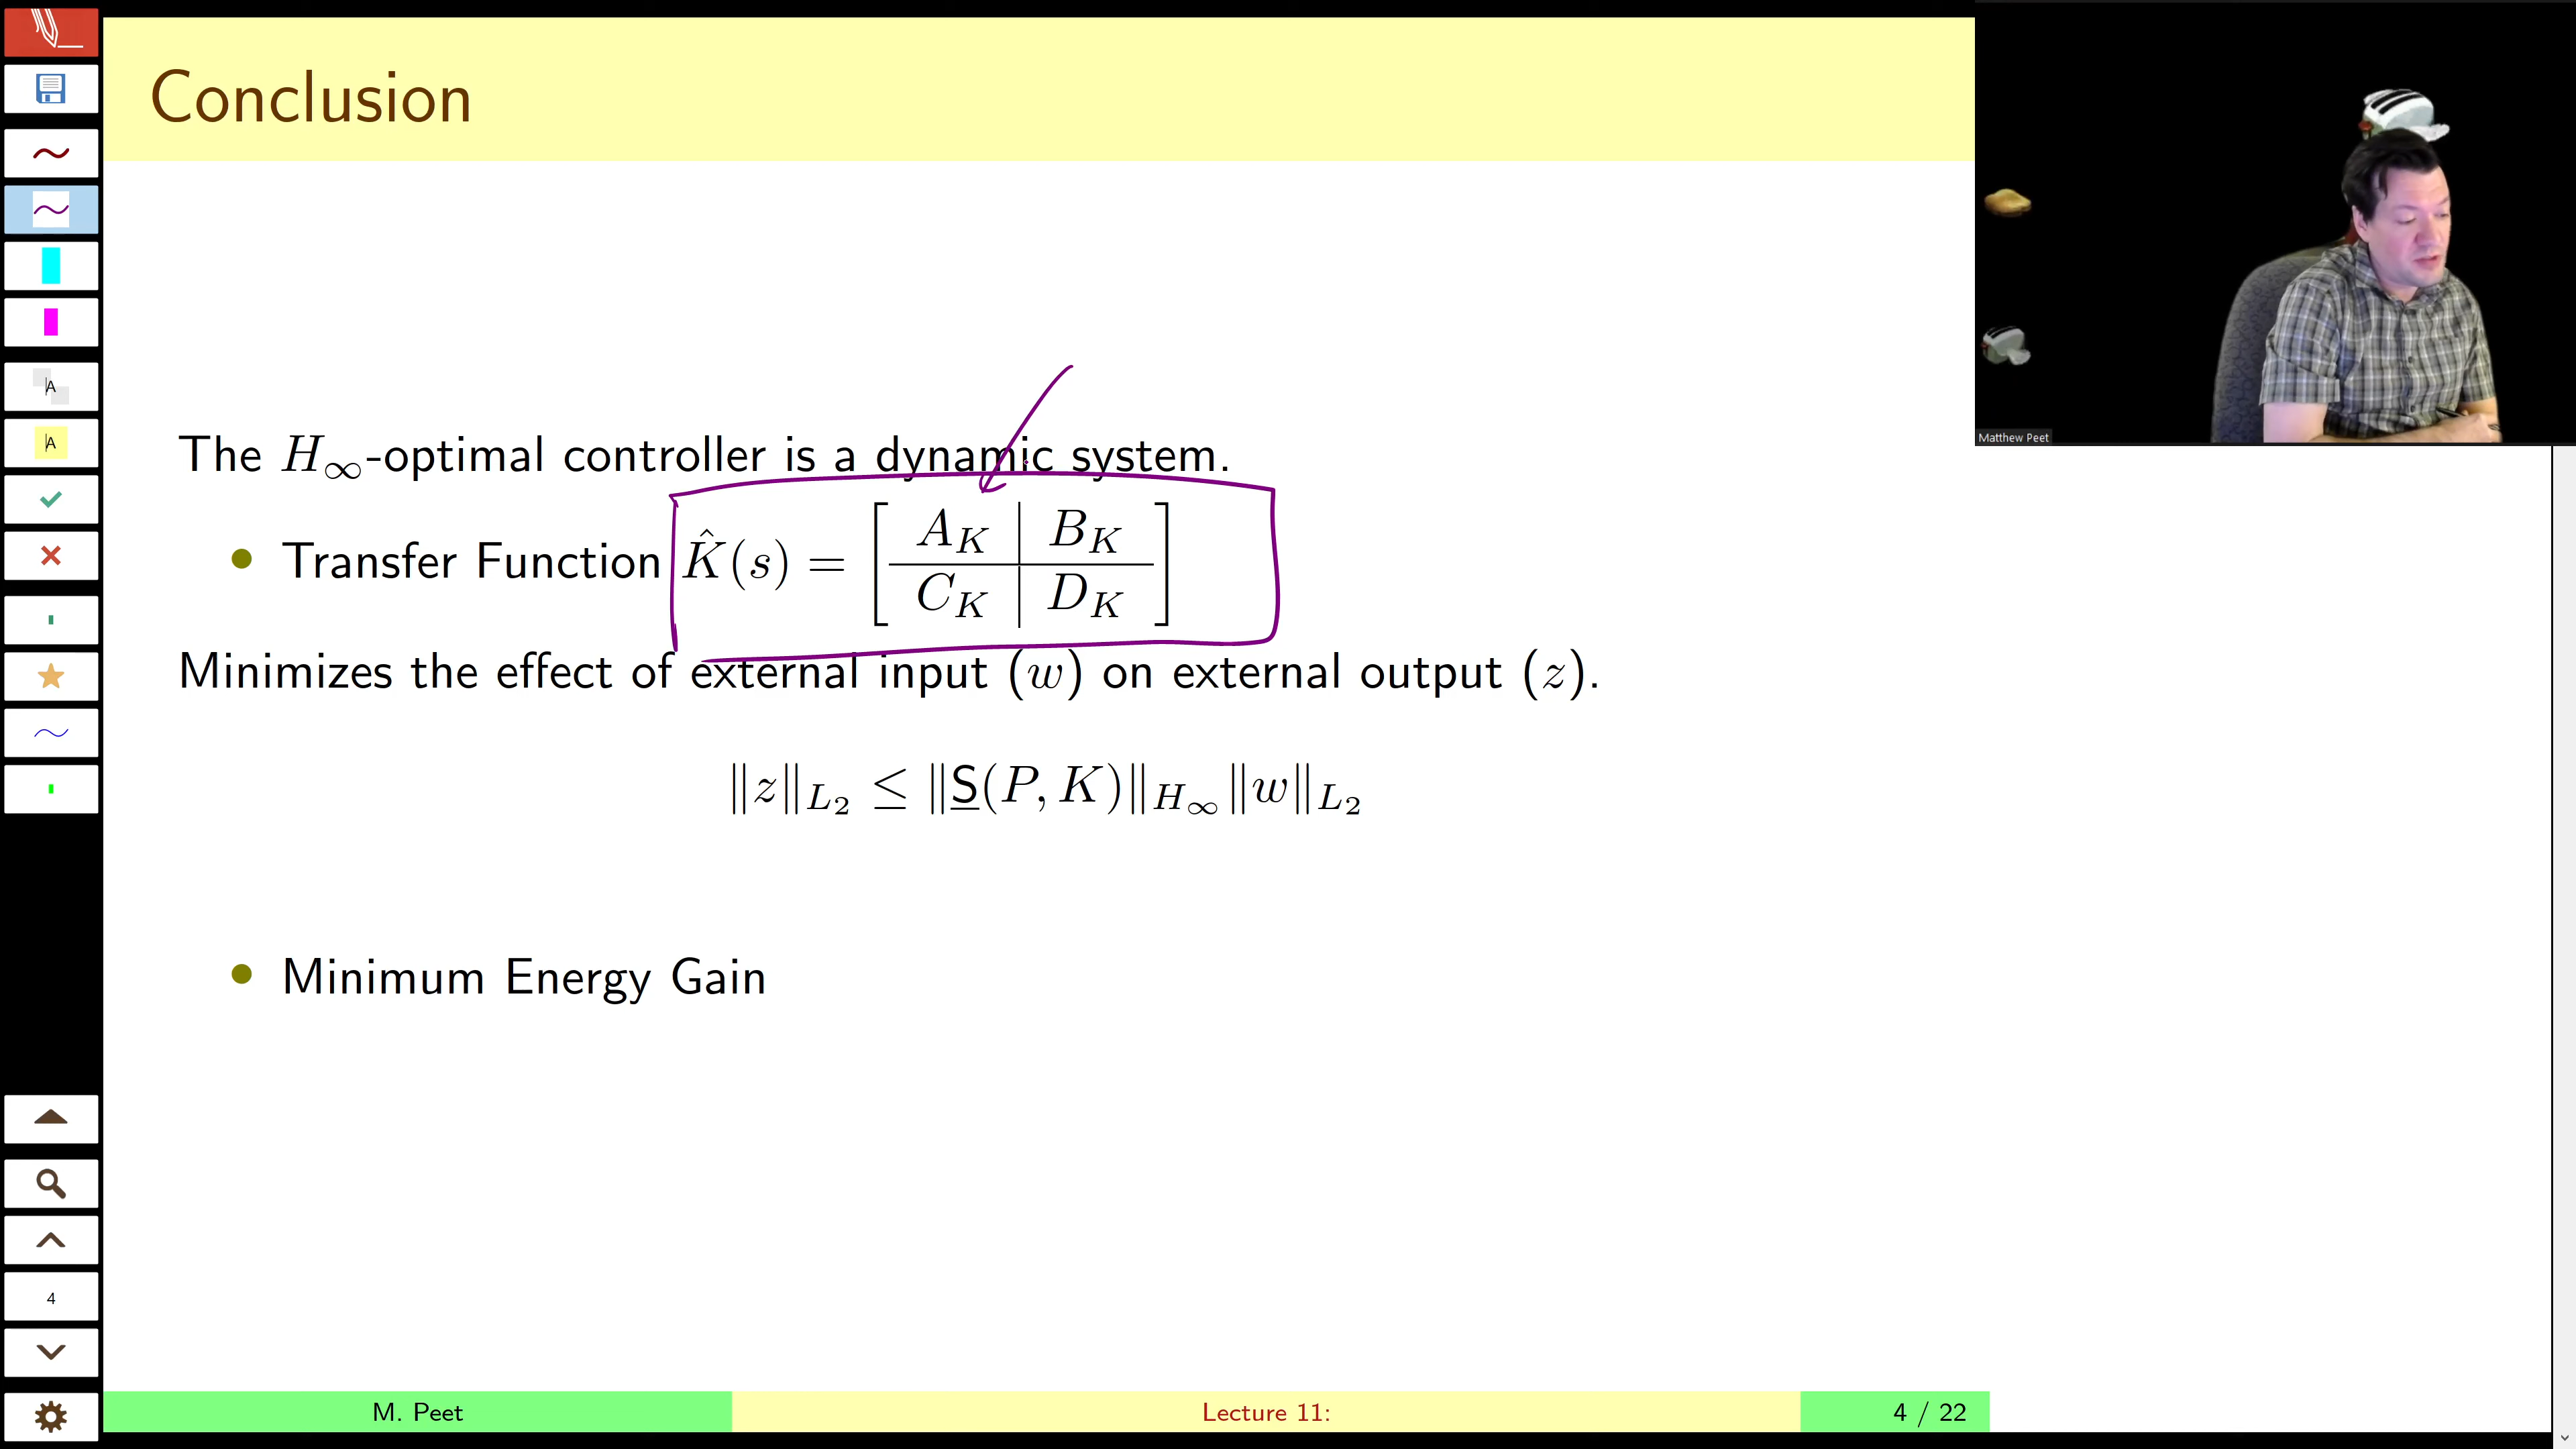 Conclusion
Matthew Peet
The H∞-optimal controller is a dynamic system.
• Transfer Function K̂(s) = [ A_K | B_K ]
[ C_K | D_K ]
Minimizes the effect of external input (w) on external output (z).
‖z‖_{L_2} ≤ ‖S(P, K)‖_{H_∞} ‖w‖_{L_2}
• Minimum Energy Gain
A
A
4
M. Peet
Lecture 11:
4 / 22